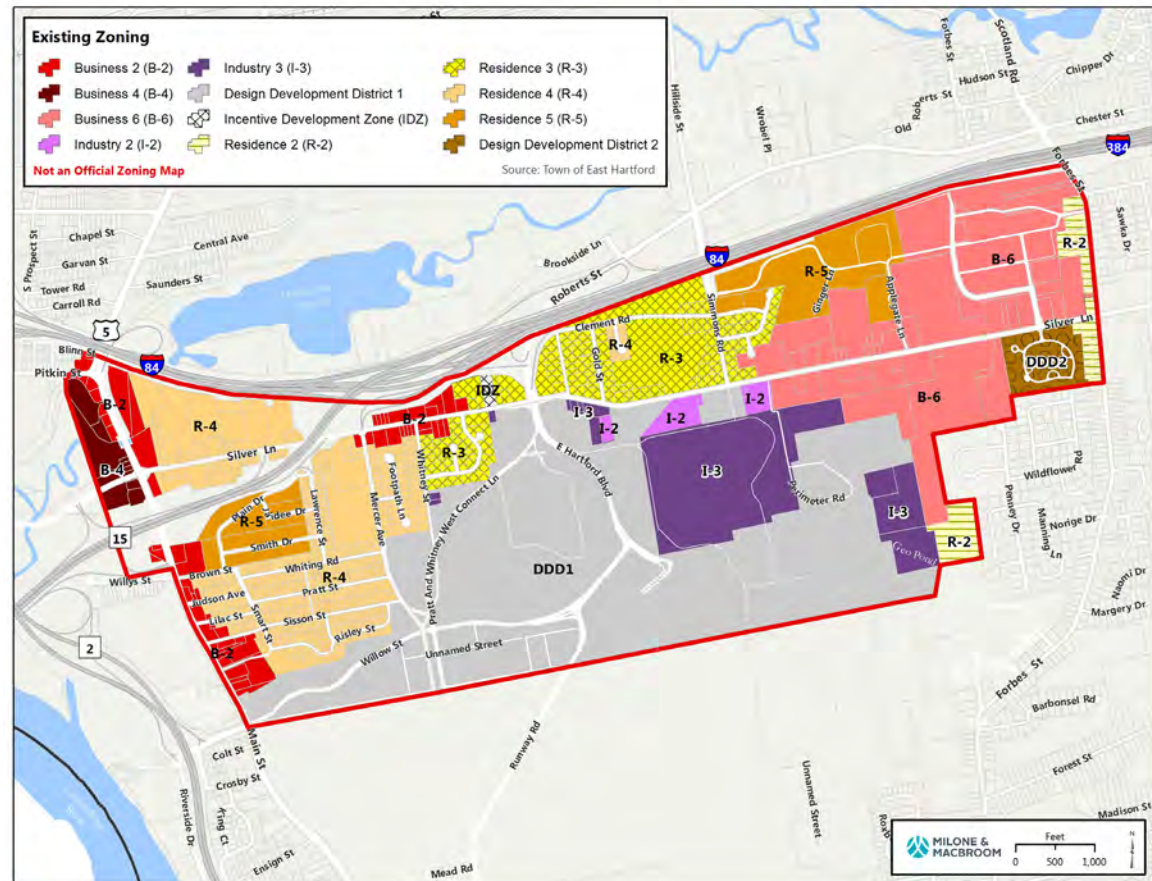 Existing Zoning
Business 2 (B-2)
Business 4 (B-4)
Business 6 (B-6)
Industry 2 (I-2)
Industry 3 (I-3)
Design Development District 1
Incentive Development Zone (IDZ)
Residence 2 (R-2)
Residence 3 (R-3)
Residence 4 (R-4)
Residence 5 (R-5)
Design Development District 2
Not an Official Zoning Map
Source: Town of East Hartford
Forbes St
Scotland Rd
Hudson St
Chipper Dr
Roberts St
Old
Chester St
Hillside St
Wrobel Pl
384
Forbes St
Sawka Dr
S Prospect St
Chapel St
Central Ave
Garvan St
Saunders St
Tower Rd
Carroll Rd
Brookside Ln
Roberts St
84
R-2
B-6
R-5
Ginger Ln
Applegate Ln
Simmons Rd
Silver Ln
5
Blinn St
84
Pitkin St
Clement Rd
R-4
R-3
Gold St
DDD2
IDZ
B-2
B-2
R-4
I-3
I-2
I-2
I-2
B-6
Silver Ln
B-4
R-3
E Hartford Blvd
I-3
Footpath Ln
Whitney St
Mercer Ave
Lawrence St
Plain Dr
idee Dr
R-5
Smith Dr
Perimeter Rd
Wildflower Rd
Penney Dr
Manning Ln
Norige Dr
I-3
R-2
Geo Pond
15
Willys St
Brown St
Whiting Rd
R-4
Judson Ave
Pratt St
Pratt And Whitney West Connect Ln
DDD1
Lilac St
Sisson St
Smart St
Risley St
B-2
Willow St
Unnamed Street
Naomi Dr
Margery Dr
2
Forbes St
Barbonsel Rd
Colt St
Main St
Crosby St
Runway Rd
Riverside Dr
King Ct
Ensign St
Mead Rd
Unnamed Street
Forest St
Madison St
Roxb
MILONE &
MACBROOM
Feet
0 500 1,000
N